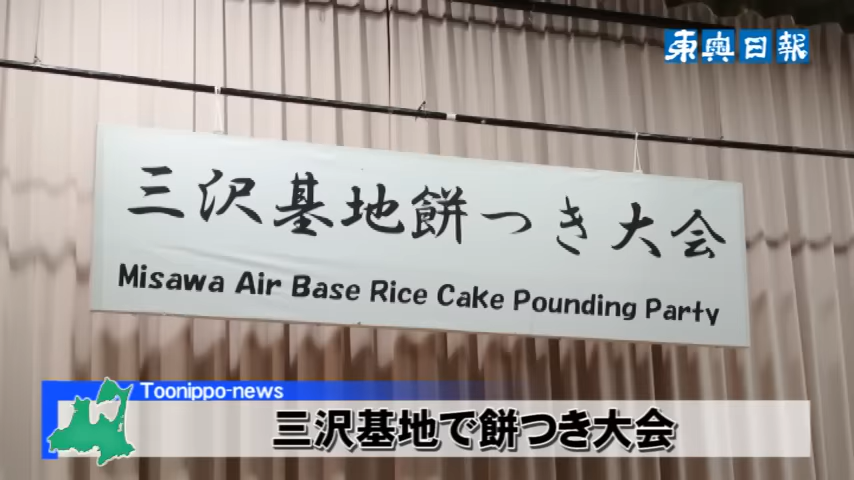 東奥日報
三沢基地餅つき大会
Misawa Air Base Rice Cake Pounding Party
Toonippo-news
三沢基地で餅つき大会